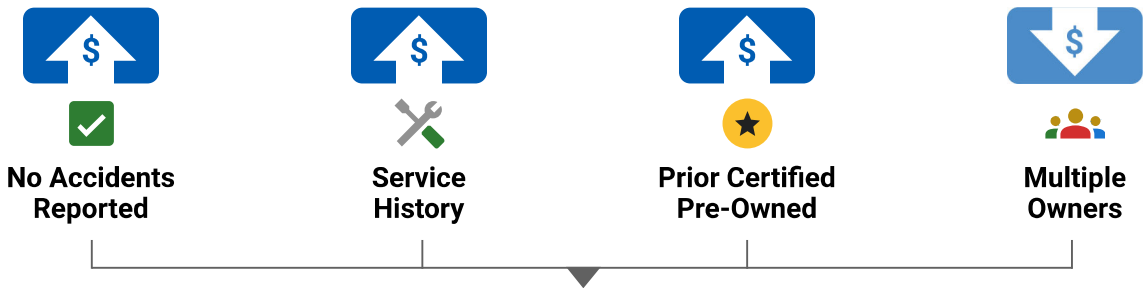 $
$
$
$
No Accidents
Reported
Service
History
Prior Certified
Pre-Owned
Multiple
Owners